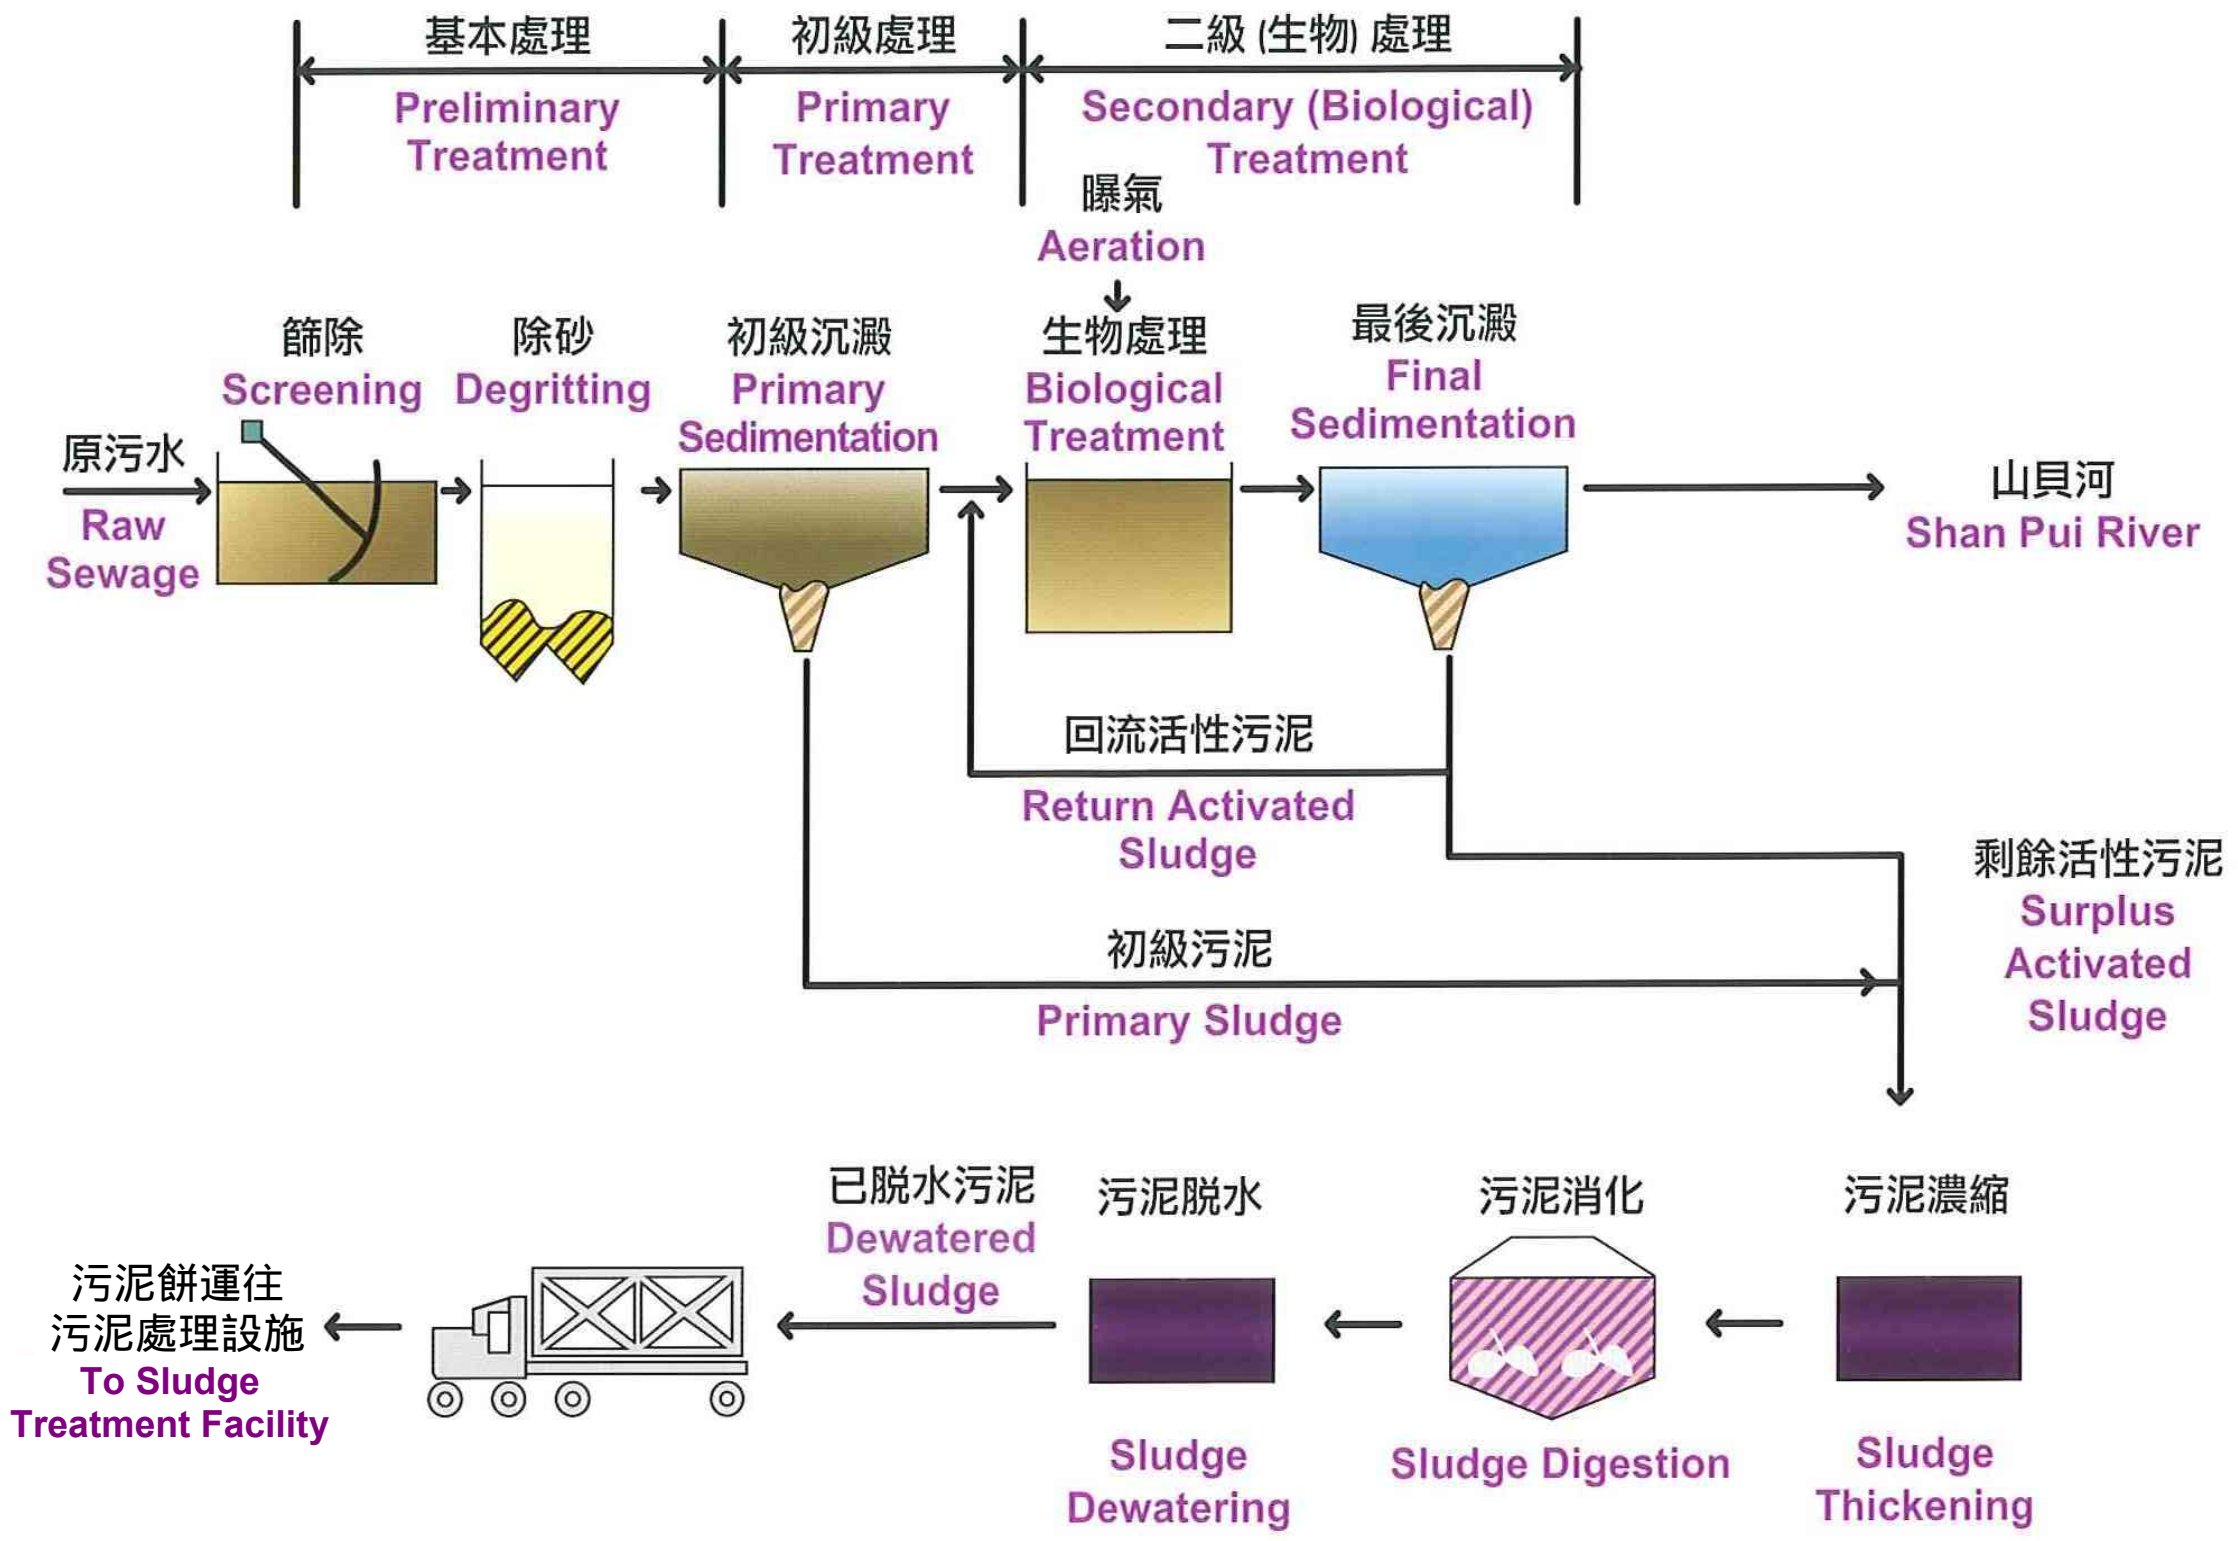 基本處理
Preliminary
Treatment
初級處理
Primary
Treatment
二級 (生物) 處理
Secondary (Biological)
Treatment
曝氣
Aeration
原污水
Raw
Sewage
篩除
Screening
除砂
Degritting
初級沉澱
Primary
Sedimentation
生物處理
Biological
Treatment
最後沉澱
Final
Sedimentation
山貝河
Shan Pui River
回流活性污泥
Return Activated
Sludge
剩餘活性污泥
Surplus
Activated
Sludge
初級污泥
Primary Sludge
污泥餅運往
污泥處理設施
To Sludge
Treatment Facility
已脱水污泥
Dewatered
Sludge
污泥脱水
Sludge
Dewatering
污泥消化
Sludge Digestion
污泥濃縮
Sludge
Thickening